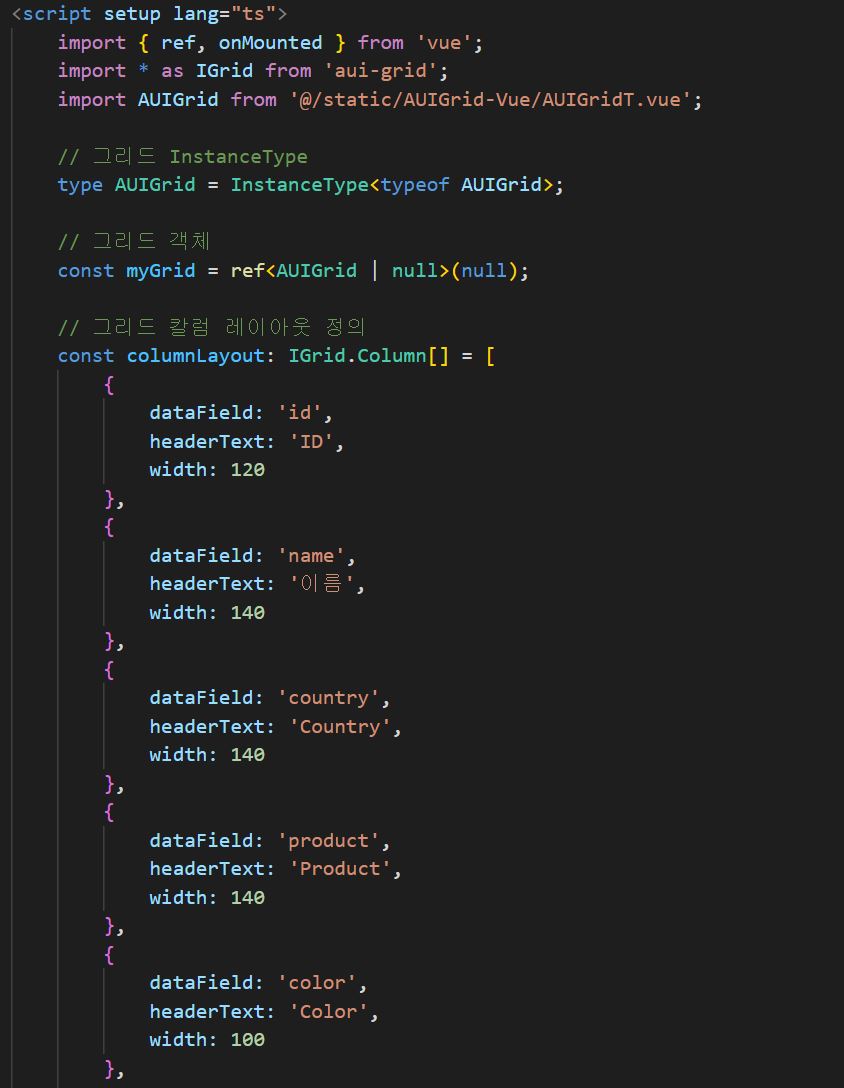 <script setup lang="ts">
import { ref, onMounted } from 'vue';
import * as IGrid from 'aui-grid';
import AUIGrid from '@/static/AUIGrid-Vue/AUIGridT.vue';
// 그리드 InstanceType
type AUIGrid = InstanceType<typeof AUIGrid>;
// 그리드 객체
const myGrid = ref<AUIGrid | null>(null);
// 그리드 칼럼 레이아웃 정의
const columnLayout: IGrid.Column[] = [
{
dataField: 'id',
headerText: 'ID',
width: 120
},
{
dataField: 'name',
headerText: '이름',
width: 140
},
{
dataField: 'country',
headerText: 'Country',
width: 140
},
{
dataField: 'product',
headerText: 'Product',
width: 140
},
{
dataField: 'color',
headerText: 'Color',
width: 100
},